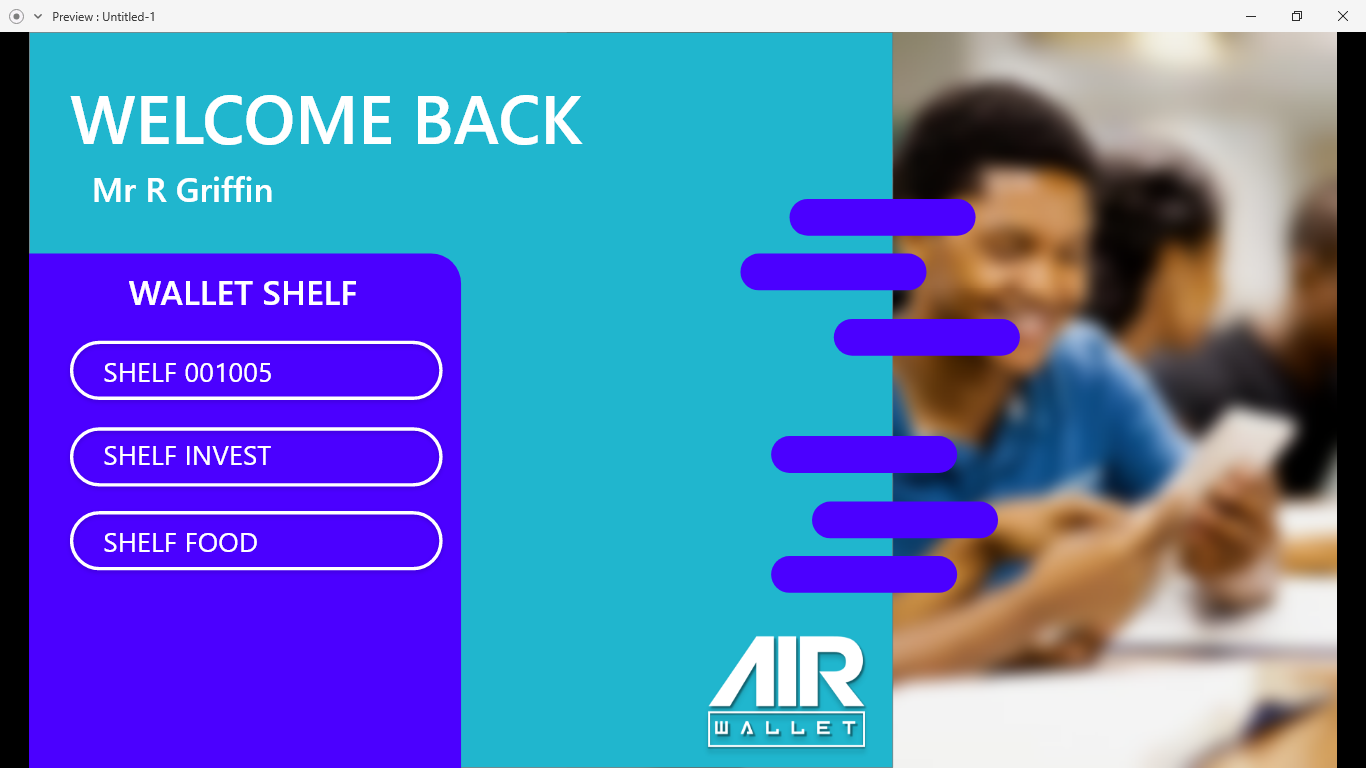 Preview : Untitled-1
WELCOME BACK
Mr R Griffin
WALLET SHELF
SHELF 001005
SHELF INVEST
SHELF FOOD
AIR
WALLET